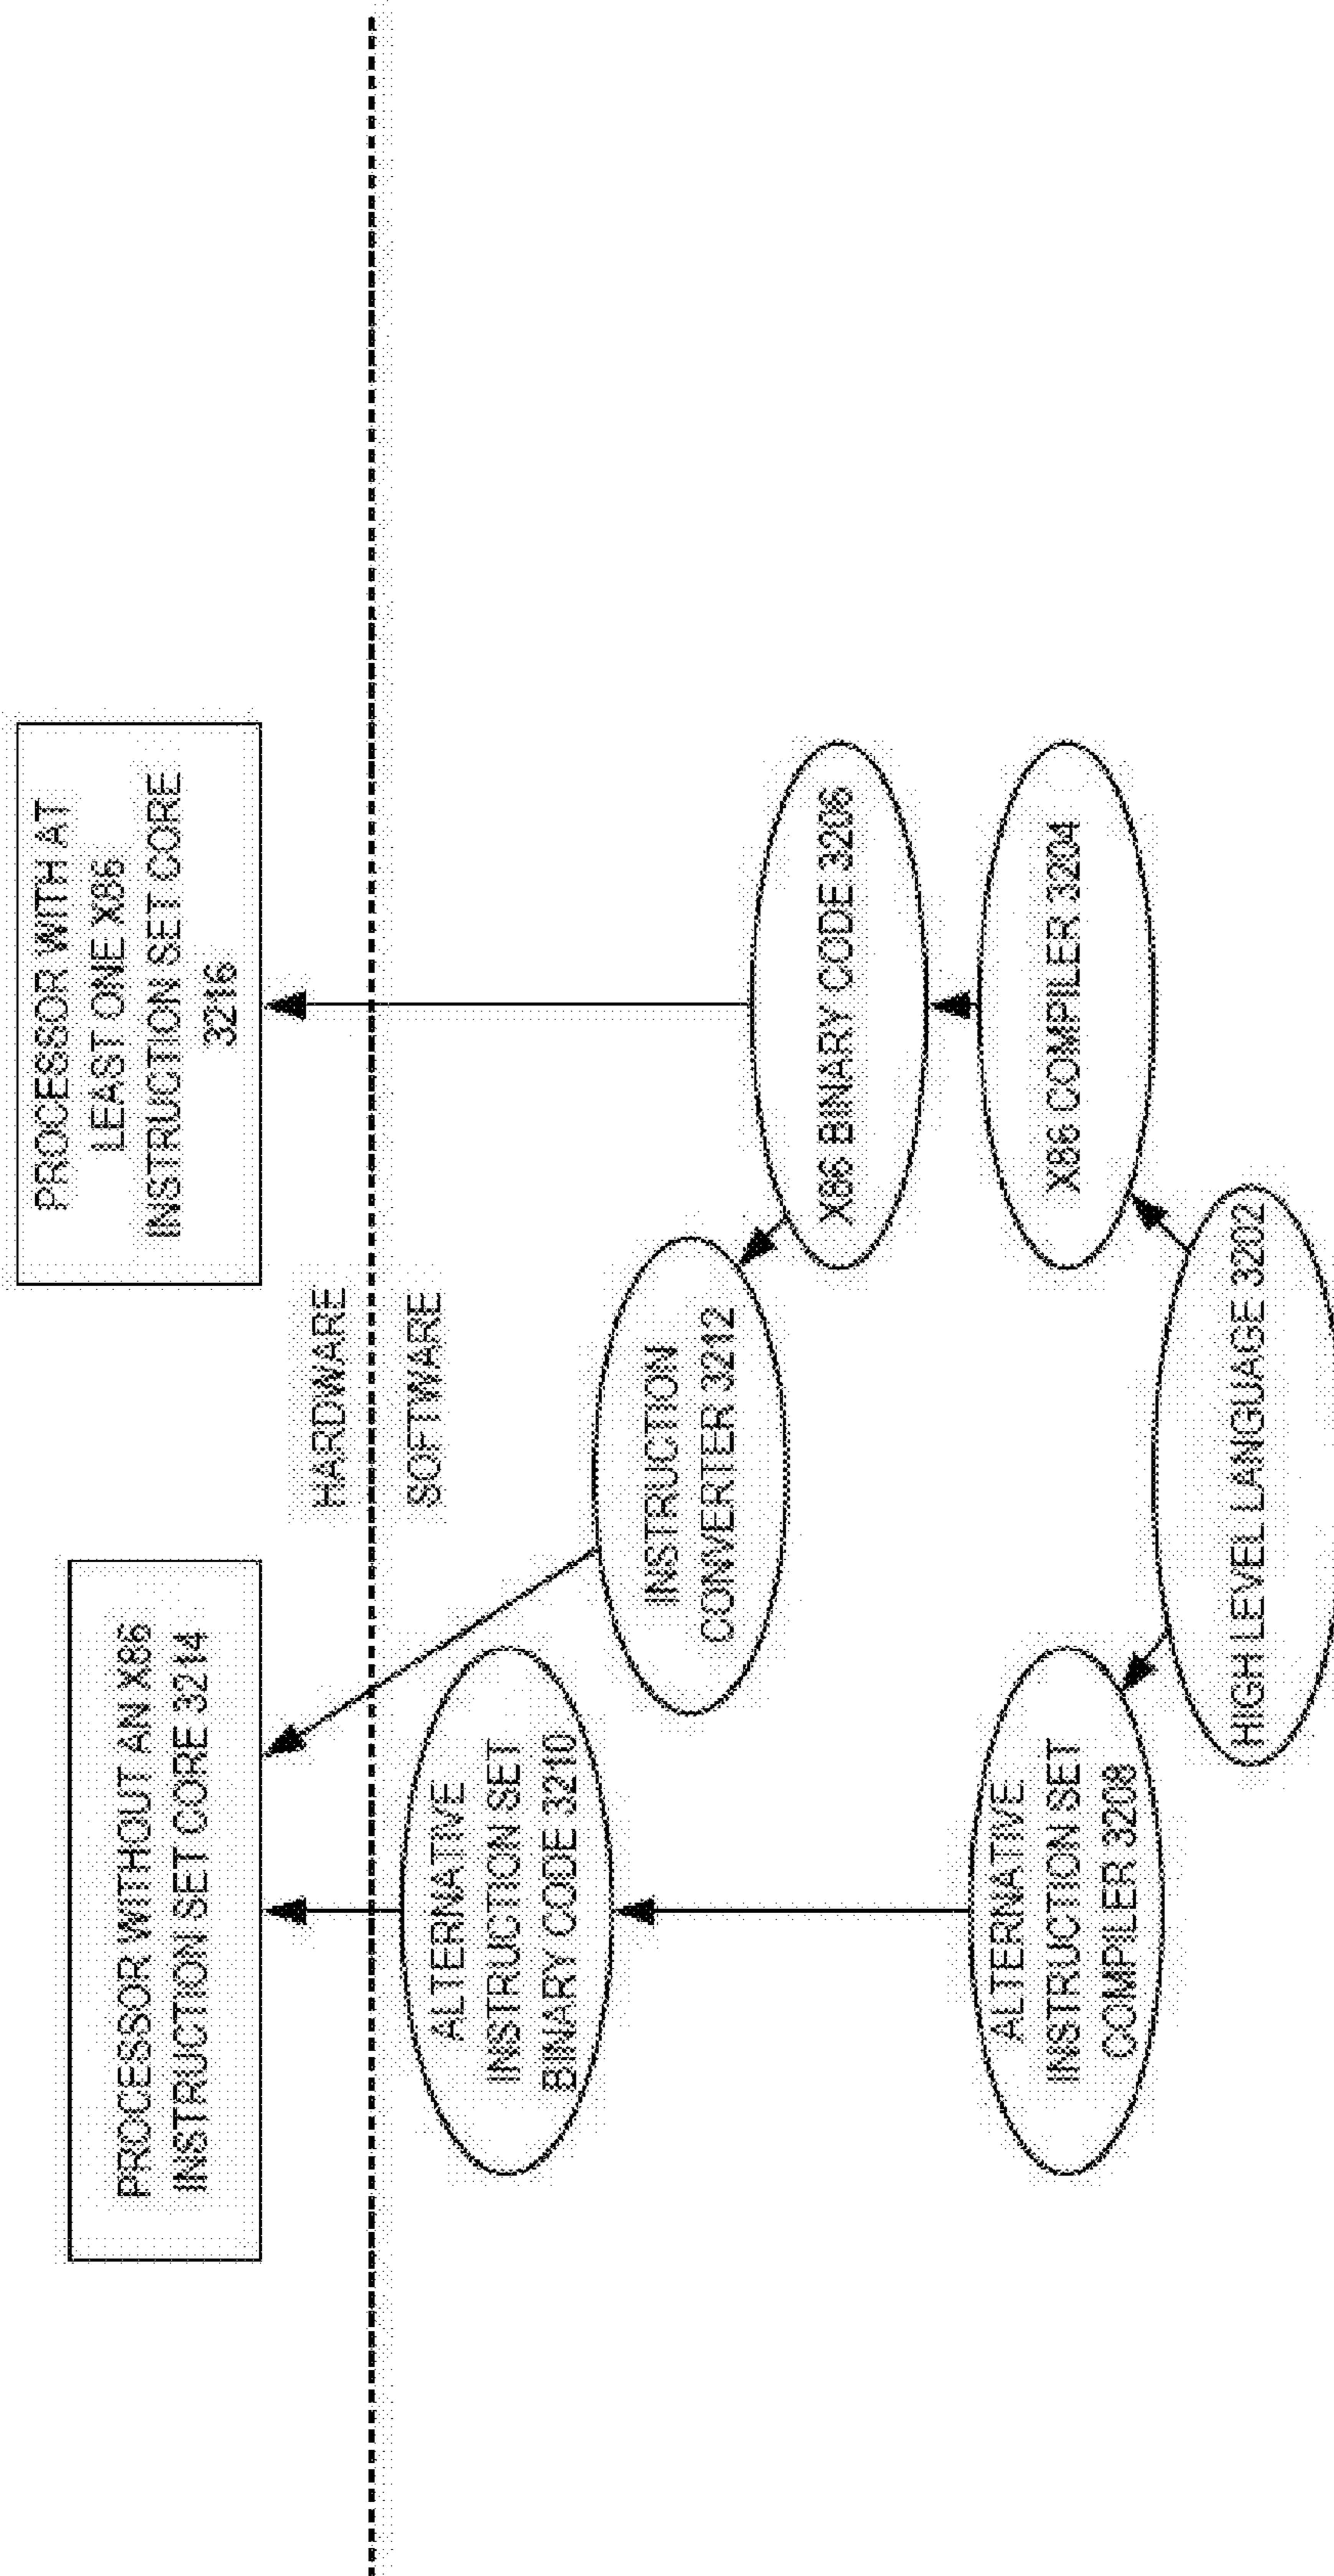 PROCESSOR WITHOUT AN X86
INSTRUCTION SET CORE 3214
PROCESSOR WITH AT
LEAST ONE X86
INSTRUCTION SET CORE
3216
HARDWARE
SOFTWARE
ALTERNATIVE
INSTRUCTION SET
BINARY CODE 3210
INSTRUCTION
CONVERTER 3212
X86 BINARY CODE 3206
ALTERNATIVE
INSTRUCTION SET
COMPILER 3208
X86 COMPILER 3204
HIGH LEVEL LANGUAGE 3202